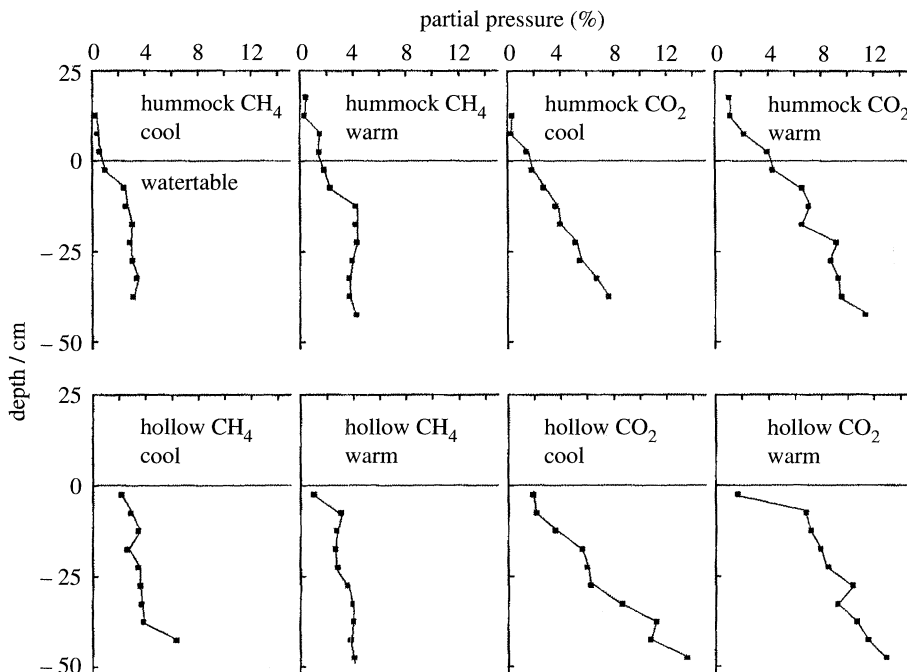 partial pressure (%)
0 4 8 12 0 4 8 12 0 4 8 12 0 4 8 12
25
hummock CH4 hummock CH4 hummock CO2 hummock CO2
cool warm cool warm
0
watertable
– 25
– 50
depth / cm
25
hollow CH4 hollow CH4 hollow CO2 hollow CO2
cool warm cool warm
0
– 25
– 50